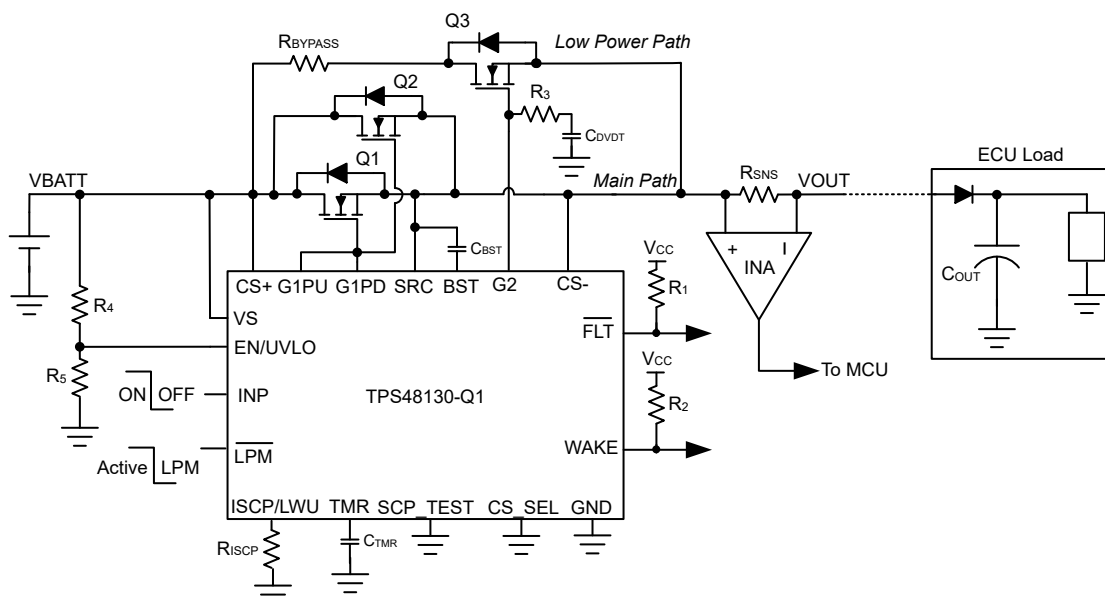 Q3
Low Power Path
RBYPASS
Q2
R3
CDVDT
Q1
ECU Load
VBATT
Main Path
RSNS
VOUT
CBST
VCC
+
INA
COUT
CS+ G1PU G1PD SRC BST G2 CS-
R1
R4
VS
FLT
EN/UVLO
VCC
To MCU
R5
ON OFF
INP
TPS48130-Q1
R2
Active LPM
LPM
WAKE
ISCP/LWU TMR SCP_TEST CS_SEL GND
RISCP
CTMR